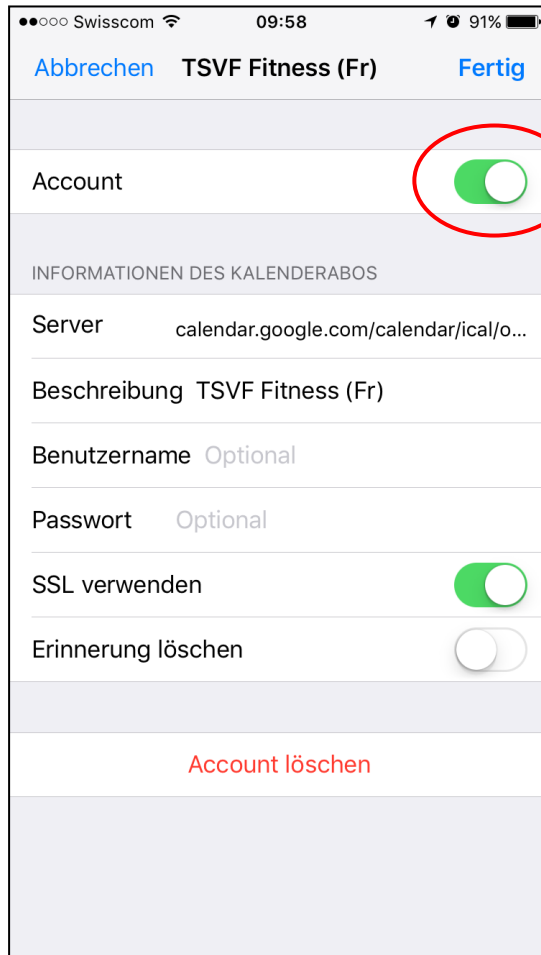 Swisscom 09:58 91%
Abbrechen TSVF Fitness (Fr) Fertig
Account
INFORMATIONEN DES KALENDERABOS
Server calendar.google.com/calendar/ical/o...
Beschreibung TSVF Fitness (Fr)
Benutzername Optional
Passwort Optional
SSL verwenden
Erinnerung löschen
Account löschen